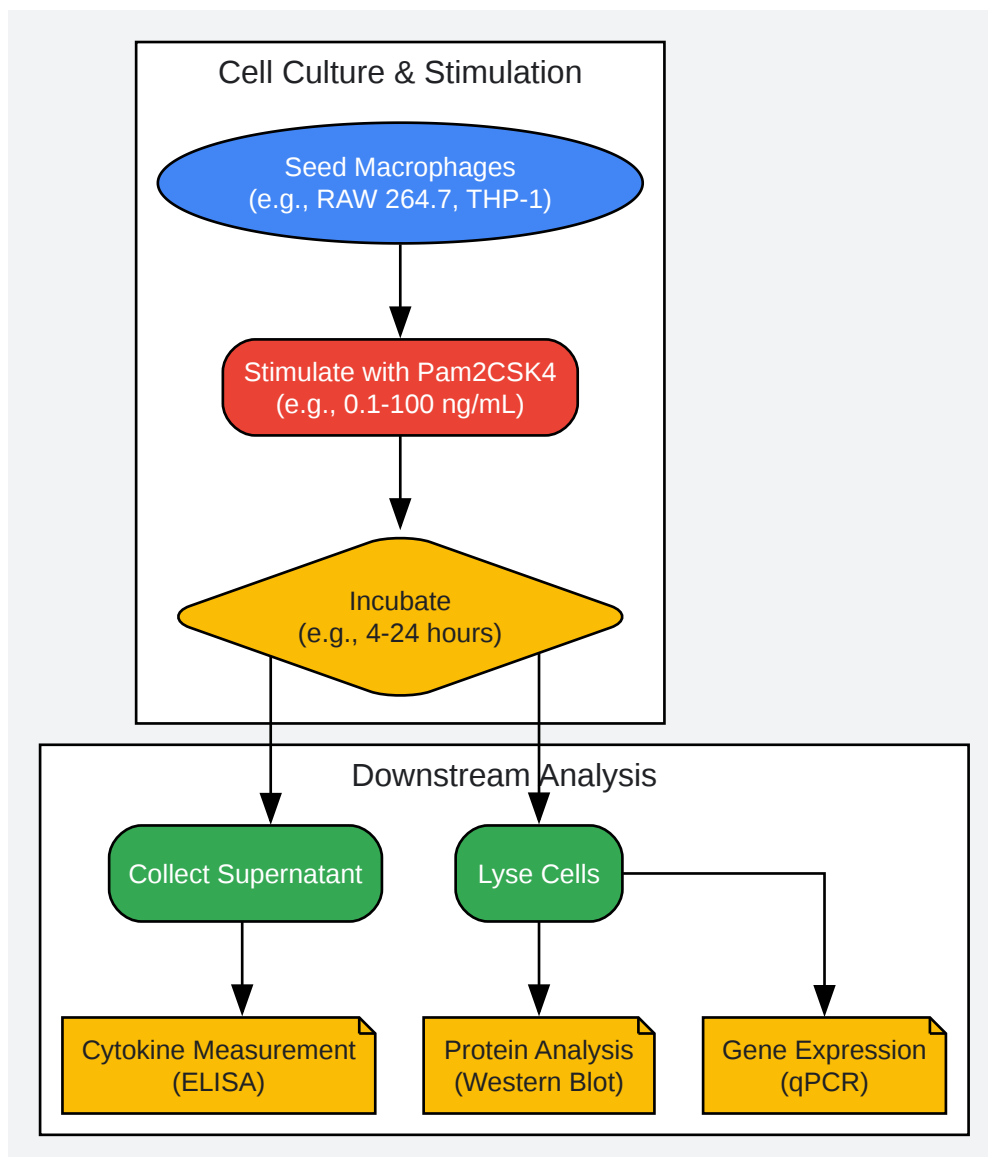 Cell Culture & Stimulation
Seed Macrophages
(e.g., RAW 264.7, THP-1)
Stimulate with Pam2CSK4
(e.g., 0.1-100 ng/mL)
Incubate
(e.g., 4-24 hours)
Downstream Analysis
Collect Supernatant
Lyse Cells
Cytokine Measurement
(ELISA)
Protein Analysis
(Western Blot)
Gene Expression
(qPCR)